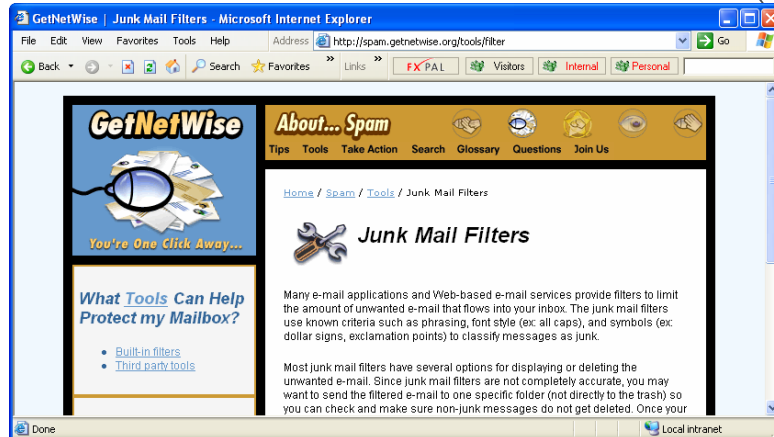 GetNetWise | Junk Mail Filters - Microsoft Internet Explorer
File Edit View Favorites Tools Help Address http://spam.getnetwise.org/tools/filter Go
Back Search Favorites » Links » FXPAL Visitors Internal Personal
GetNetWise
You're One Click Away...
About... Spam
Tips Tools Take Action Search Glossary Questions Join Us
Home / Spam / Tools / Junk Mail Filters
Junk Mail Filters
What Tools Can Help
Protect my Mailbox?
Built-in filters
Third party tools
Many e-mail applications and Web-based e-mail services provide filters to limit
the amount of unwanted e-mail that flows into your inbox. The junk mail filters
use known criteria such as phrasing, font style (ex: all caps), and symbols (ex:
dollar signs, exclamation points) to classify messages as junk.
Most junk mail filters have several options for displaying or deleting the
unwanted e-mail. Since junk mail filters are not completely accurate, you may
want to send the filtered e-mail to one specific folder (not directly to the trash) so
you can check and make sure non-junk messages do not get deleted. Once your
Done Local intranet